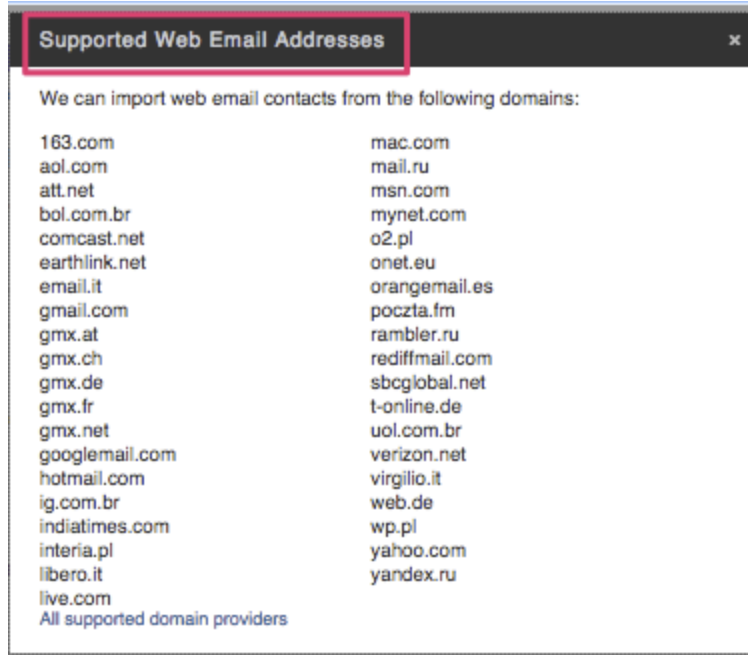 Supported Web Email Addresses
×
We can import web email contacts from the following domains:
163.com
aol.com
att.net
bol.com.br
comcast.net
earthlink.net
email.it
gmail.com
gmx.at
gmx.ch
gmx.de
gmx.fr
gmx.net
googlemail.com
hotmail.com
ig.com.br
indiatimes.com
interia.pl
libero.it
live.com
mac.com
mail.ru
msn.com
mynet.com
o2.pl
onet.eu
orangemail.es
poczta.fm
rambler.ru
rediffmail.com
sbcglobal.net
t-online.de
uol.com.br
verizon.net
virgilio.it
web.de
wp.pl
yahoo.com
yandex.ru
All supported domain providers